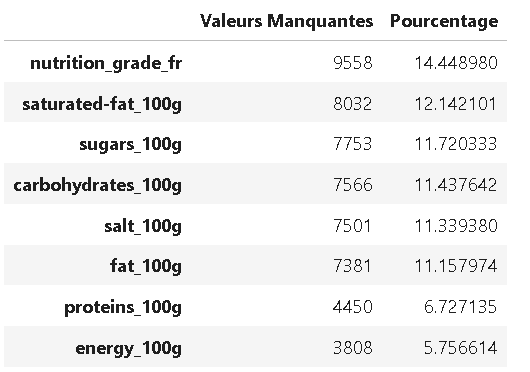 Valeurs Manquantes Pourcentage
nutrition_grade_fr 9558 14.448980
saturated-fat_100g 8032 12.142101
sugars_100g 7753 11.720333
carbohydrates_100g 7566 11.437642
salt_100g 7501 11.339380
fat_100g 7381 11.157974
proteins_100g 4450 6.727135
energy_100g 3808 5.756614